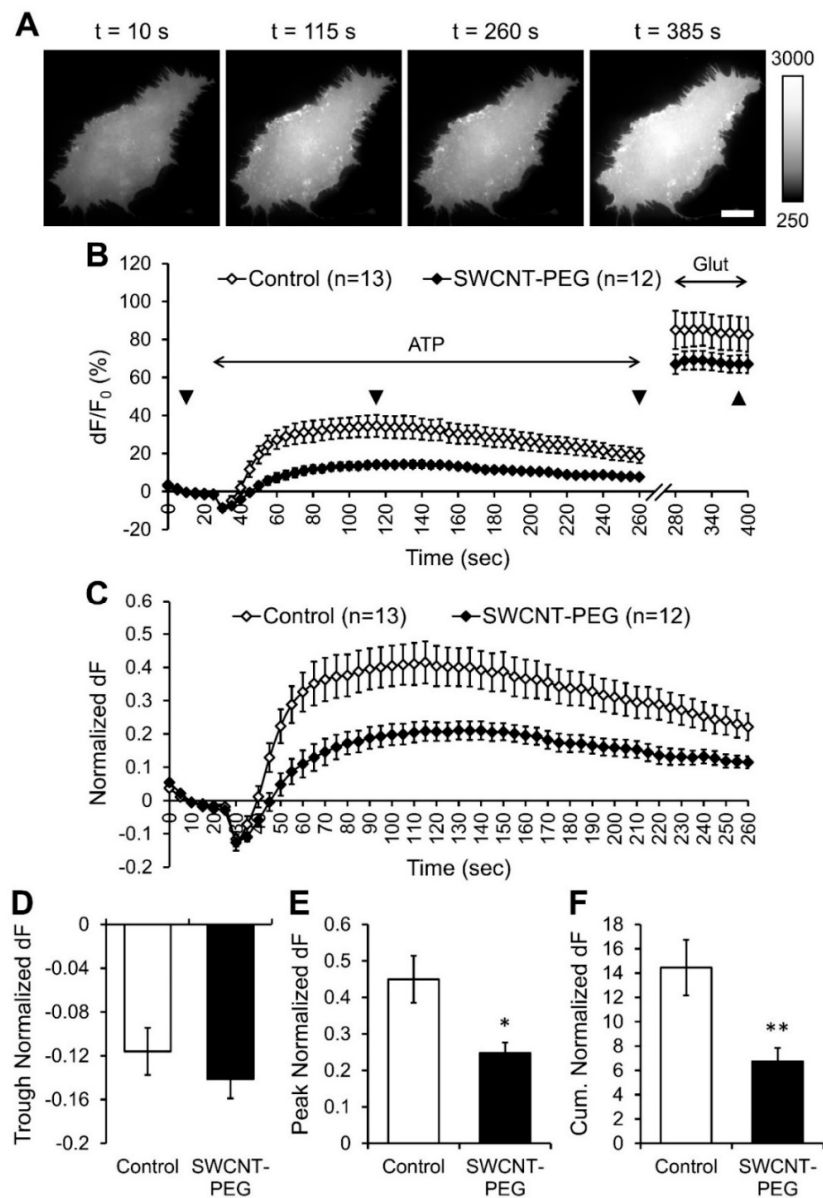 A
t = 10 s t = 115 s t = 260 s t = 385 s
3000
250
B
Control (n=13) SWCNT-PEG (n=12)
Glut
ATP
dF/F0 (%)
120
100
80
60
40
20
0
-20
0 20 40 60 80 100 120 140 160 180 200 220 240 260 280 340 400
Time (sec)
C
Control (n=13) SWCNT-PEG (n=12)
Normalized dF
0.6
0.5
0.4
0.3
0.2
0.1
0
-0.1
-0.2
0 10 20 30 40 50 60 70 80 90 100 110 120 130 140 150 160 170 180 190 200 210 220 230 240 250 260
Time (sec)
D
Trough Normalized dF
0
-0.04
-0.08
-0.12
-0.16
-0.2
Control SWCNT-
PEG
E
Peak Normalized dF
0.6
0.5
0.4
0.3
0.2
0.1
0
*
Control SWCNT-
PEG
F
Cum. Normalized dF
18
16
14
12
10
8
6
4
2
0
**
Control SWCNT-
PEG